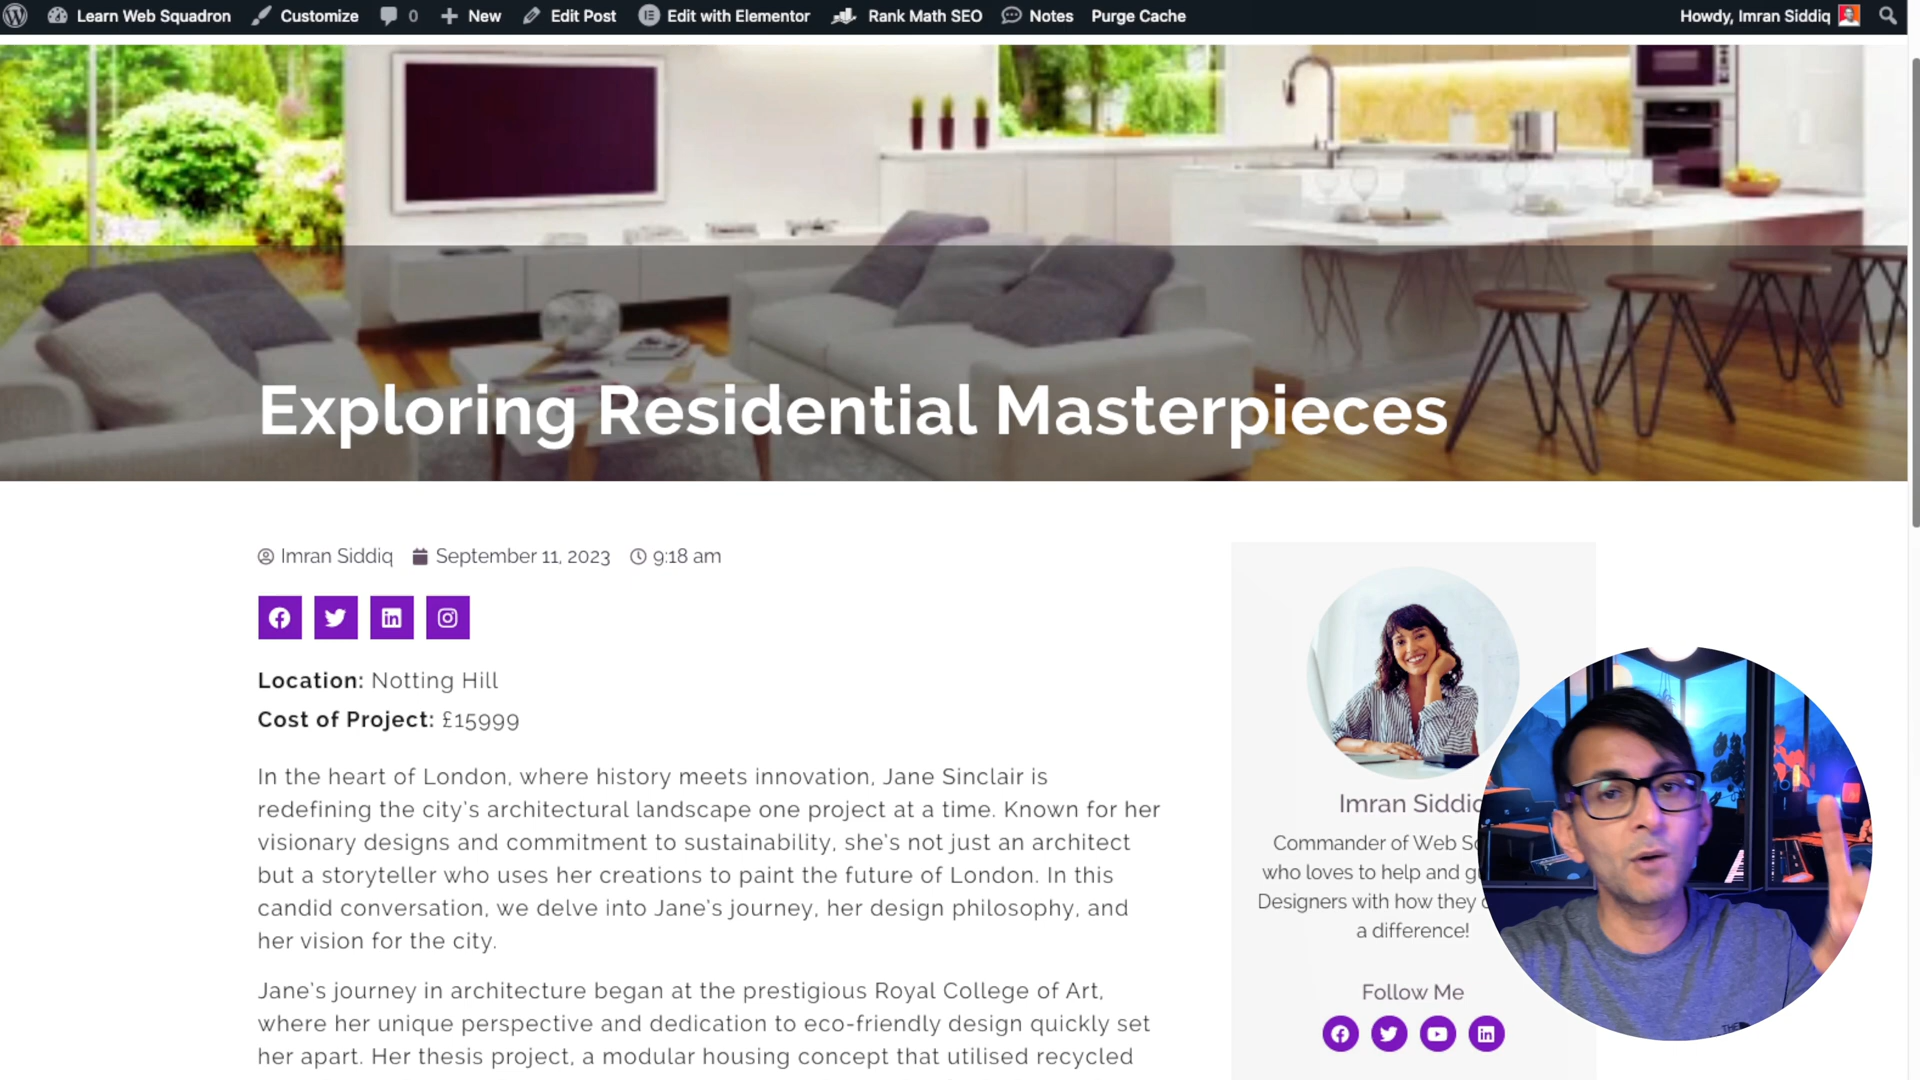 Learn Web Squadron Customize 0 New Edit Post Edit with Elementor Rank Math SEO Notes Purge Cache Howdy, Imran Siddiq
Exploring Residential Masterpieces
Imran Siddiq September 11, 2023 9:18 am
Location: Notting Hill
Cost of Project: £15999
In the heart of London, where history meets innovation, Jane Sinclair is
redefining the city's architectural landscape one project at a time. Known for her
visionary designs and commitment to sustainability, she's not just an architect
but a storyteller who uses her creations to paint the future of London. In this
candid conversation, we delve into Jane's journey, her design philosophy, and
her vision for the city.
Jane's journey in architecture began at the prestigious Royal College of Art,
where her unique perspective and dedication to eco-friendly design quickly set
her apart. Her thesis project, a modular housing concept that utilised recycled
Imran Siddiq
Commander of Web
who loves to help and
Designers with how they
a difference!
Follow Me
THE